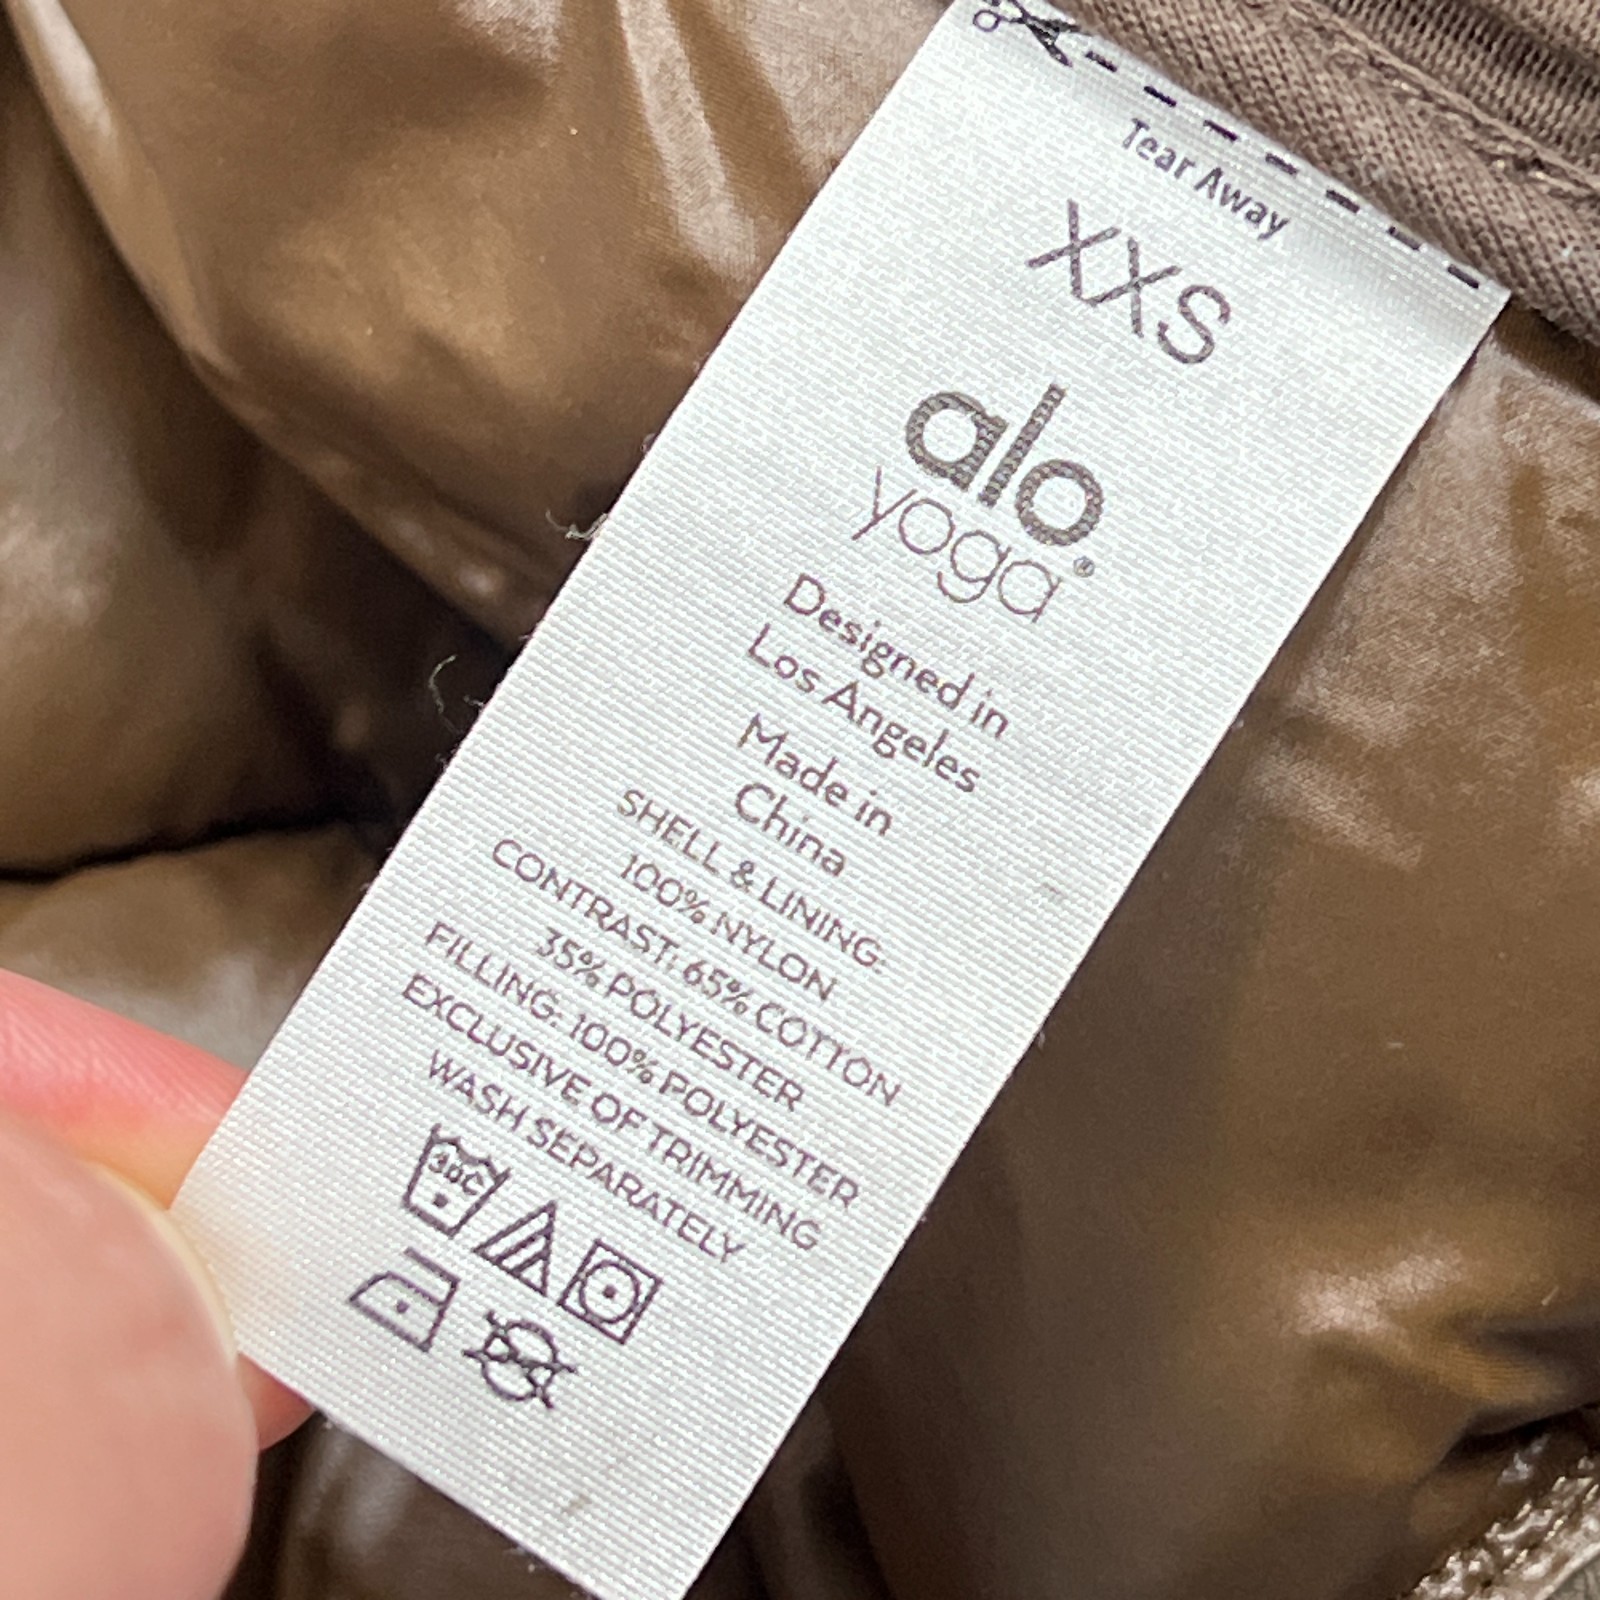 Tear Away
XXS
alo
yoga®
Designed in
Los Angeles
Made in
China
SHELL & LINING:
100% NYLON
CONTRAST: 65% COTTON
35% POLYESTER
FILLING: 100% POLYESTER
EXCLUSIVE OF TRIMMING
WASH SEPARATELY
30C